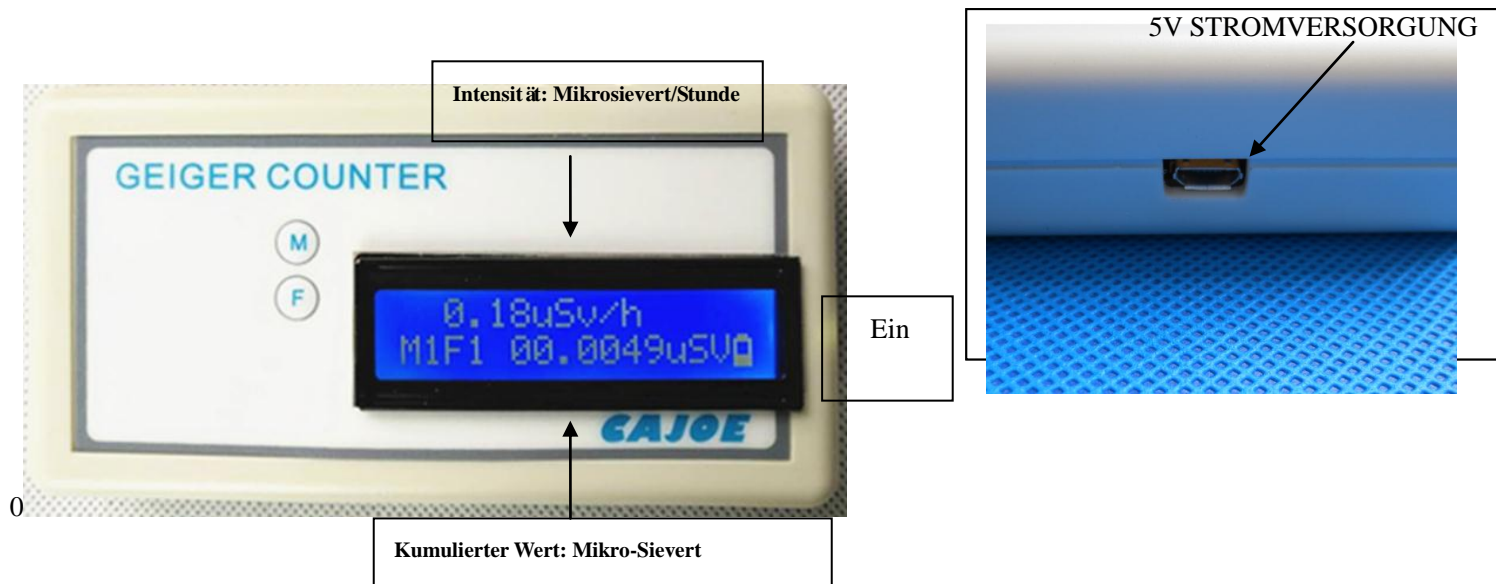 5V STROMVERSORGUNG
Intensität: Mikrosievert/Stunde
GEIGER COUNTER
M
F
0.18uSv/h
M1F1 00.0049uSV
Ein
CAJOE
0
Kumulierter Wert: Mikro-Sievert